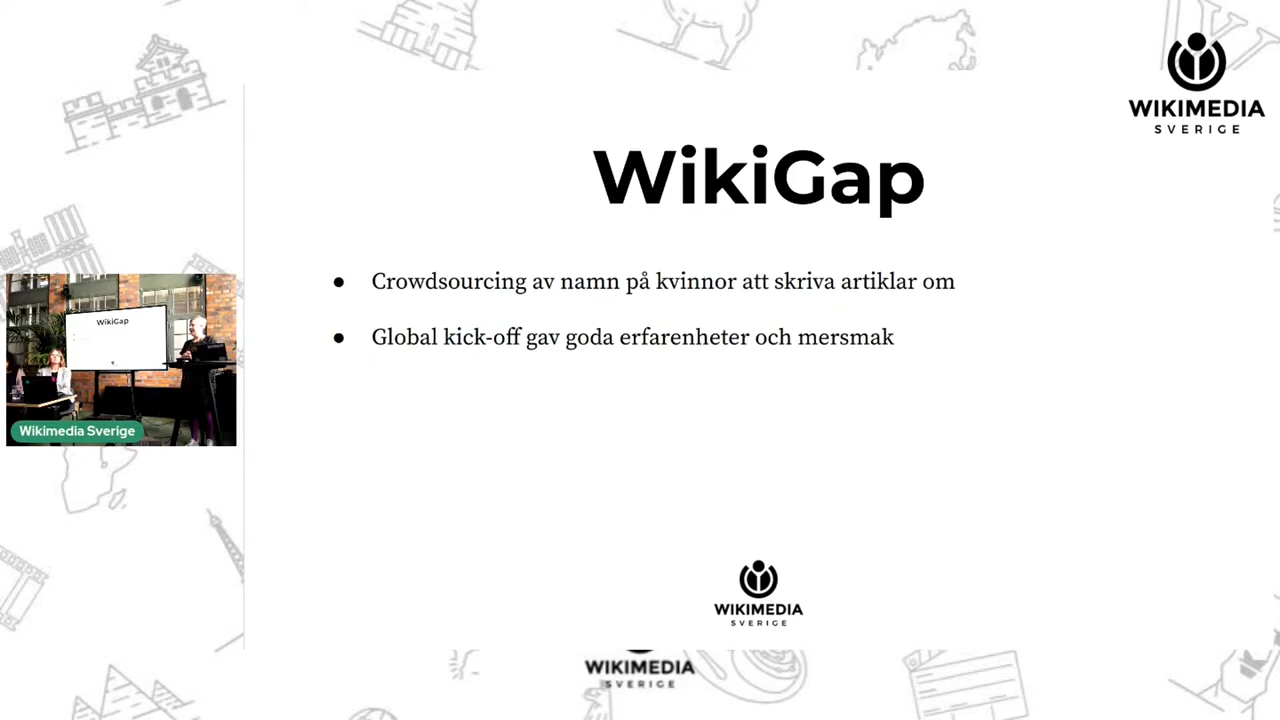 WIKIMEDIA
SVERIGE
WikiGap
● Crowdsourcing av namn på kvinnor att skriva artiklar om
● Global kick-off gav goda erfarenheter och mersmak
WikiGap
Wikimedia Sverige
WIKIMEDIA
SVERIGE
WIKIMEDIA
SVERIGE